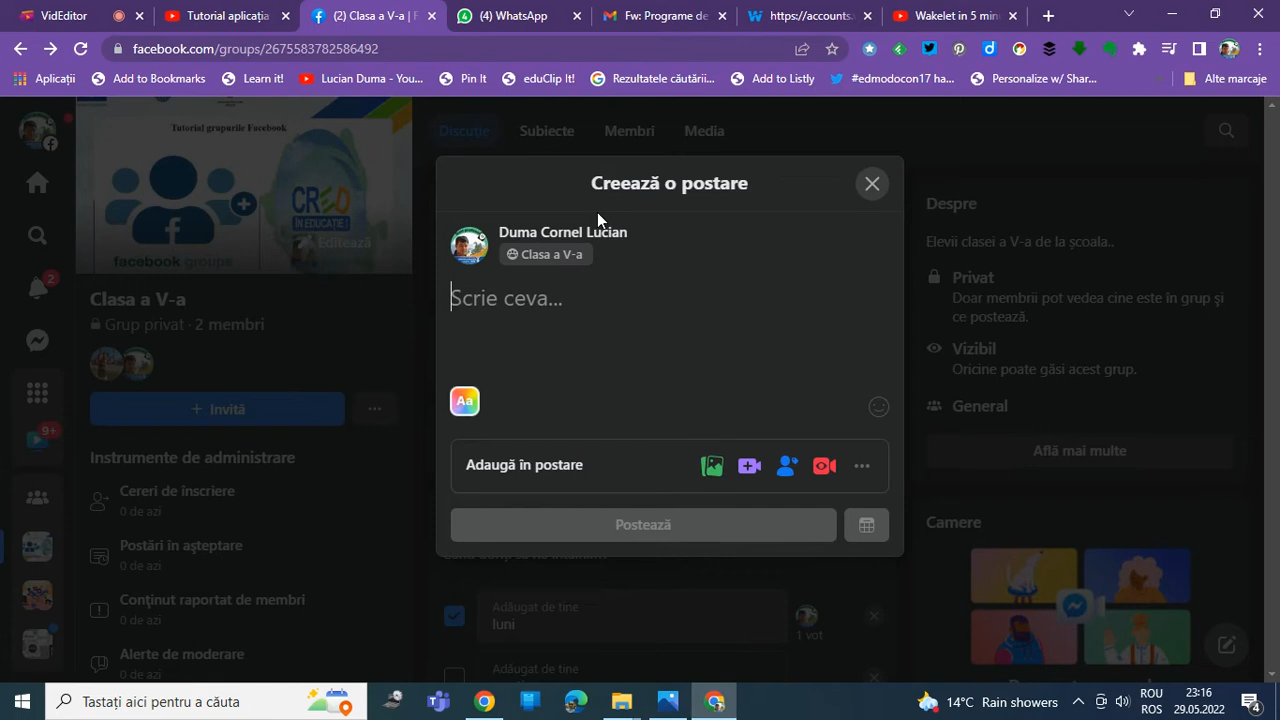 VidEditor
Tutorial aplicația
(2) Clasa a V-a |
(4) WhatsApp
Fw: Programe de
https://accounts.
Wakelet in 5 min
facebook.com/groups/2675583782586492
Aplicații
Add to Bookmarks
Learn it!
Lucian Duma - You...
Pin It
eduClip It!
Rezultatele căutării...
Add to Listly
#edmodocon17 ha...
Personalize w/ Shar...
Alte marcaje
Tutorial grupurile Facebook
CRED
ÎN EDUCAȚIE!
facebook groups
Editează
Clasa a V-a
Grup privat · 2 membri
+ Invită
Instrumente de administrare
Cereri de înscriere
0 de azi
Postări în așteptare
0 de azi
Conținut raportat de membri
0 de azi
Alerte de moderare
0 de azi
2
9+
Discuție
Subiecte
Membri
Media
Creează o postare
Duma Cornel Lucian
Clasa a V-a
Scrie ceva...
Aa
Adaugă în postare
Postează
Adăugat de tine
luni
1 vot
Adăugat de tine
Despre
Elevii clasei a V-a de la școala..
Privat
Doar membrii pot vedea cine este în grup și
ce postează.
Vizibil
Oricine poate găsi acest grup.
General
Află mai multe
Camere
Tastați aici pentru a căuta
14°C Rain showers
ROU
ROS
23:16
29.05.2022
4